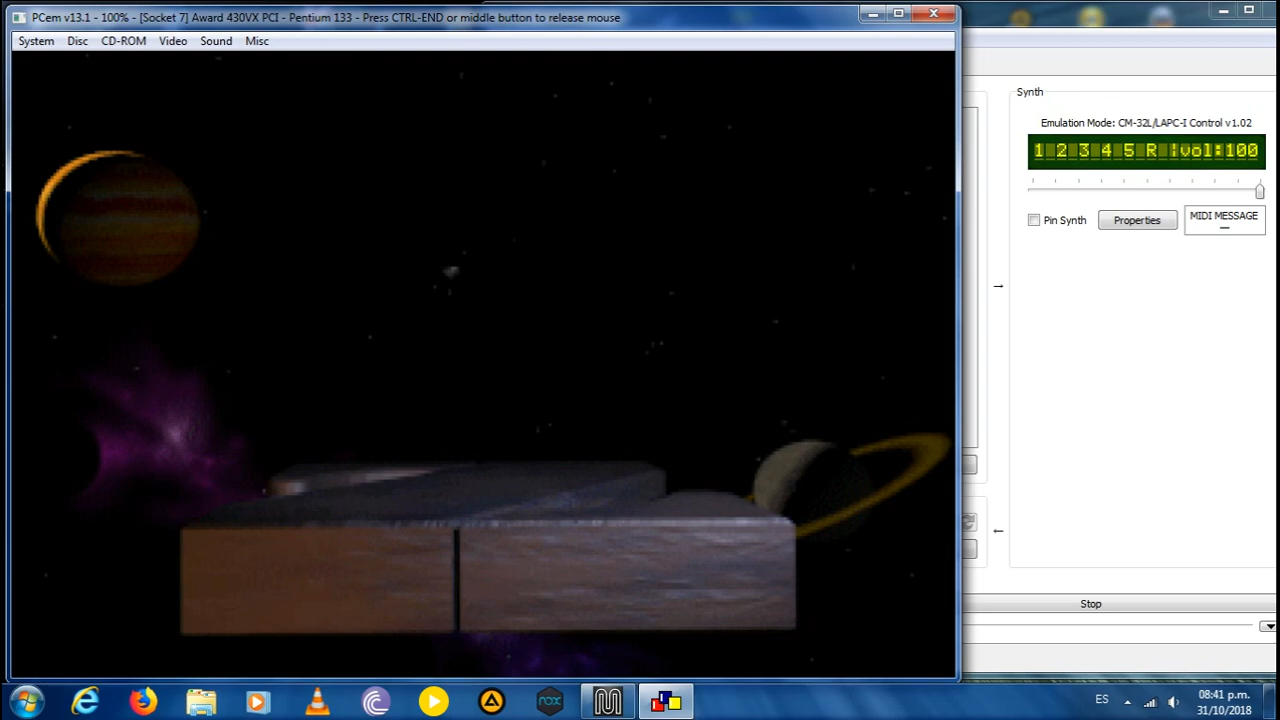 PCem v13.1 - 100% - [Socket 7] Award 430VX PCI - Pentium 133 - Press CTRL-END or middle button to release mouse
System Disc CD-ROM Video Sound Misc
Synth
Emulation Mode: CM-32L/LAPC-I Control v1.02
1 2 3 4 5 R |vol:100
Pin Synth
Properties
MIDI MESSAGE
Stop
nox
ES
08:41 p.m.
31/10/2018